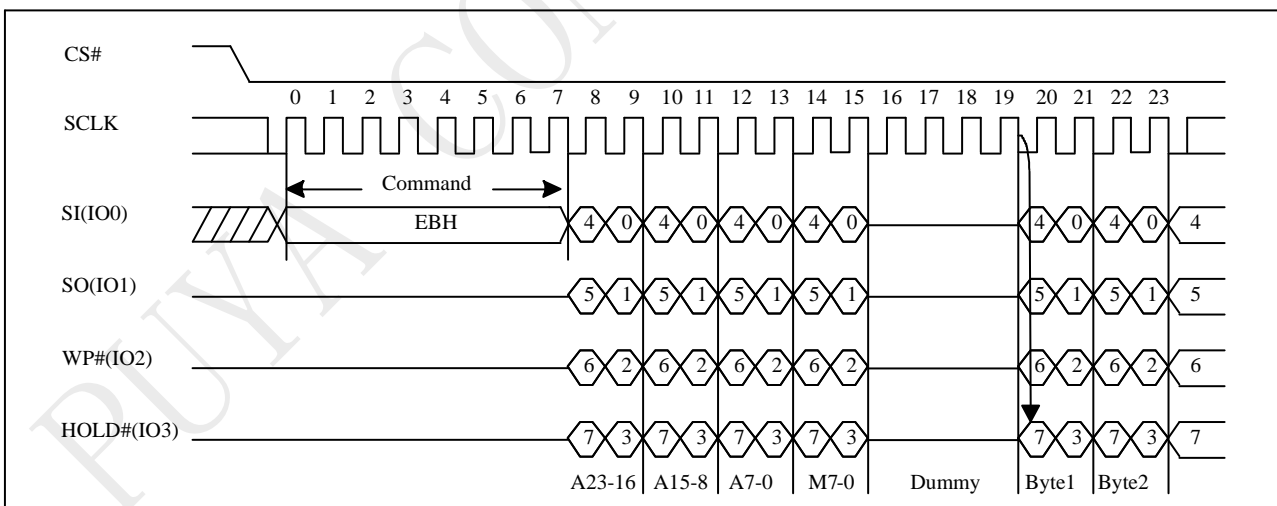 CS#
0 1 2 3 4 5 6 7 8 9 10 11 12 13 14 15 16 17 18 19 20 21 22 23
SCLK
Command
SI(IO0) EBH 4 0 4 0 4 0 4 0 4 0 4 0 4
SO(IO1) 5 1 5 1 5 1 5 1 5 1 5 1 5
WP#(IO2) 6 2 6 2 6 2 6 2 6 2 6 2 6
HOLD#(IO3) 7 3 7 3 7 3 7 3 7 3 7 3 7
A23-16 A15-8 A7-0 M7-0 Dummy Byte1 Byte2
PUYA CON